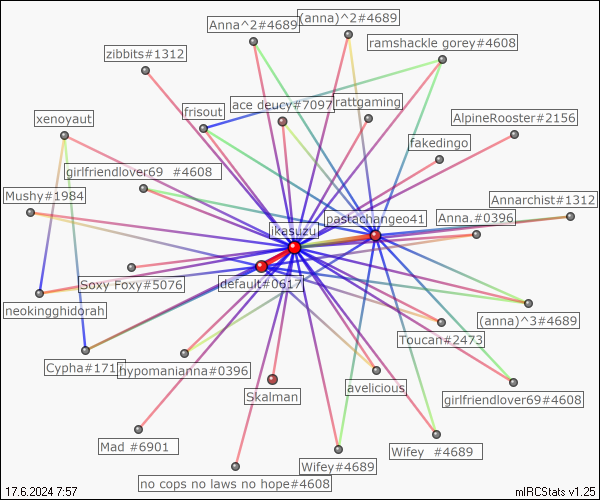 Anna^2#4689
(anna)^2#4689
ramshackle gorey#4608
zibbits#1312
ace deucy#7097
rattgaming
frisout
AlpineRooster#2156
xenoyaut
fakedingo
girlfriendlover69  #4608
Mushy#1984
Annarchist#1312
pastachangeo41
Anna.#0396
ikasuzu
Soxy Foxy#5076
default#0617
neokingghidorah
(anna)^3#4689
Toucan#2473
Cypha#171
hypomanianna#0396
avelicious
Skalman
girlfriendlover69#4608
Mad #6901
Wifey  #4689
Wifey#4689
no cops no laws no hope#4608
17.6.2024 7:57
mIRCStats v1.25